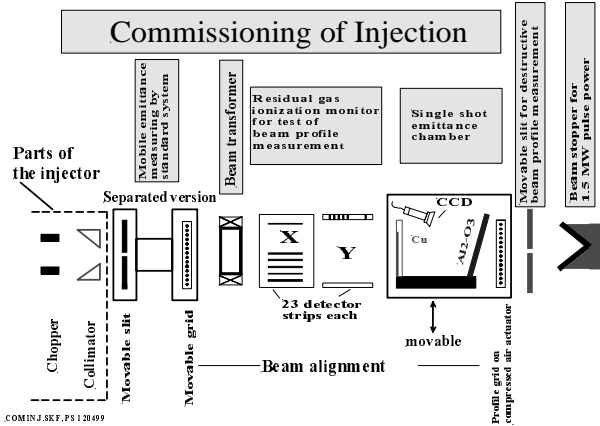 Commissioning of Injection
Mobile emittance
measuring by
standard system
Beam transformer
Residual gas
ionization monitor
for test of
beam profile
measurement
Single shot
emittance
chamber
Movable slit for destructive
beam profile measurement
Beam stopper for
1.5 MW pulse power
Parts of
the injector
Separated version
X
Y
CCD
Cu
Al2-O3
23 detector
strips each
movable
Chopper
Collimator
Movable slit
Movable grid
Beam alignment
Profile grid on
compressed air actuator
COMINJ.SKF, PS 120499